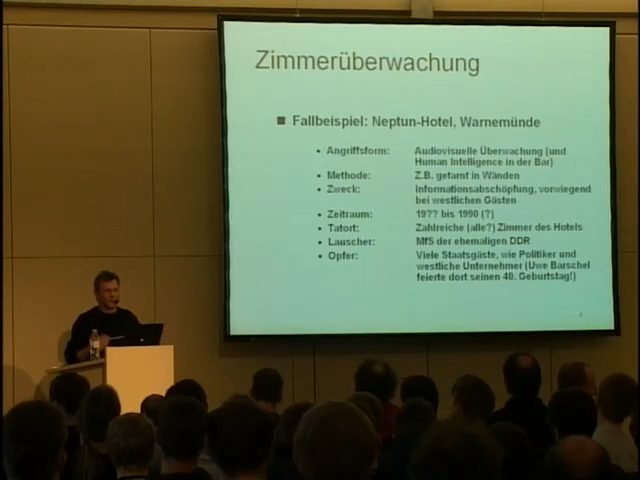 Zimmerüberwachung
■ Fallbeispiel: Neptun-Hotel, Warnemünde
• Angriffsform: Audiovisuelle Überwachung (und
Human Intelligence in der Bar)
• Methode: Z.B. getarnt in Wänden
• Zweck: Informationsabschöpfung, vorwiegend
bei westlichen Gästen
• Zeitraum: 19?? bis 1990 (?)
• Tatort: Zahlreiche (alle?) Zimmer des Hotels
• Lauscher: MfS der ehemaligen DDR
• Opfer: Viele Staatsgäste, wie Politiker und
westliche Unternehmer (Uwe Barschel
feierte dort seinen 40. Geburtstag!)